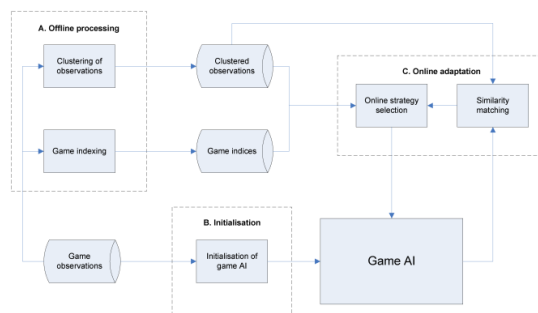 A. Offline processing
Clustering of
observations
Clustered
observations
C. Online adaptation
Online strategy
selection
Similarity
matching
Game indexing
Game indices
B. Initialisation
Game
observations
Initialisation of
game AI
Game AI